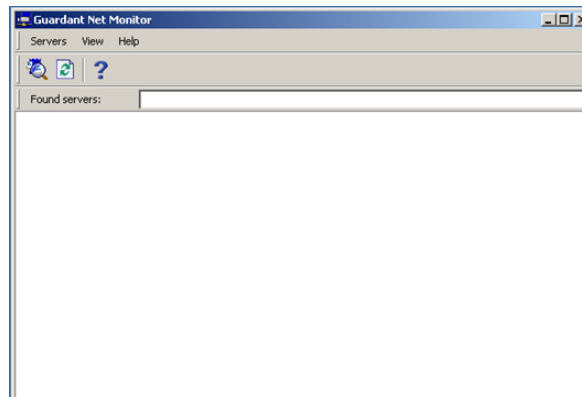 Guardant Net Monitor
Servers View Help
?
Found servers: